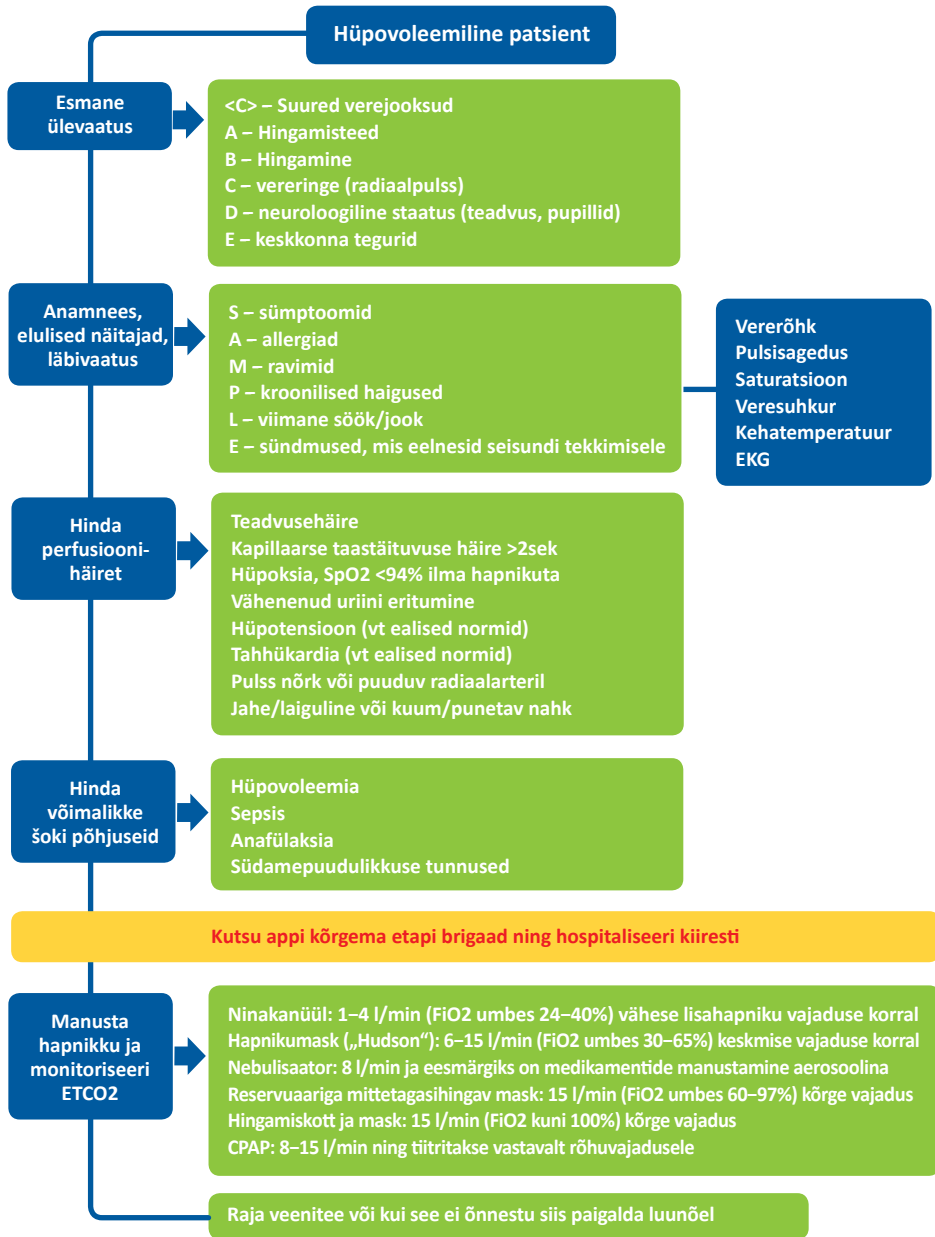 Hüpovoleemiline patsient
Esmane
ülevaatus
<C> – Suured verejooksud
A – Hingamisteed
B – Hingamine
C – vereringe (radiaalpulss)
D – neuroloogiline staatus (teadvus, pupillid)
E – keskkonna tegurid
Anamnees,
elulised näitajad,
läbivaatus
S – sümptoomid
A – allergiad
M – ravimid
P – kroonilised haigused
L – viimane söök/jook
E – sündmused, mis eelnesid seisundi tekkimisele
Vererõhk
Pulsisagedus
Saturatsioon
Veresuhkur
Kehatemperatuur
EKG
Hinda
perfusiooni-
häiret
Teadvusehäire
Kapillaarse taastäituvuse häire >2sek
Hüpoksia, SpO2 <94% ilma hapnikuta
Vähenenud uriini eritumine
Hüpotensioon (vt ealised normid)
Tahhükardia (vt ealised normid)
Pulss nõrk või puuduv radiaalarteril
Jahe/laiguline või kuum/punetav nahk
Hinda
võimalikke
šoki põhjuseid
Hüpovoleemia
Sepsis
Anafülaksia
Südamepuudulikkuse tunnused
Kutsu appi kõrgema etapi brigaad ning hospitaliseeri kiiresti
Manusta
hapnikku ja
monitoriseeri
ETCO2
Ninakanüül: 1–4 l/min (FiO2 umbes 24–40%) vähese lisahapniku vajaduse korral
Hapnikumask („Hudson“): 6–15 l/min (FiO2 umbes 30–65%) keskmise vajaduse korral
Nebulisaator: 8 l/min ja eesmärgiks on medikamentide manustamine aerosoolina
Reservuaariga mittetagasihingav mask: 15 l/min (FiO2 umbes 60–97%) kõrge vajadus
Hingamiskott ja mask: 15 l/min (FiO2 kuni 100%) kõrge vajadus
CPAP: 8–15 l/min ning tiitritakse vastavalt rõhuvajadusele
Raja veenitee või kui see ei õnnestu siis paigalda luunõel